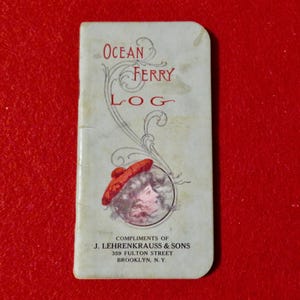 OCEAN
FERRY
LOG
COMPLIMENTS OF
J. LEHRENKRAUSS & SONS
359 FULTON STREET
BROOKLYN, N.Y.